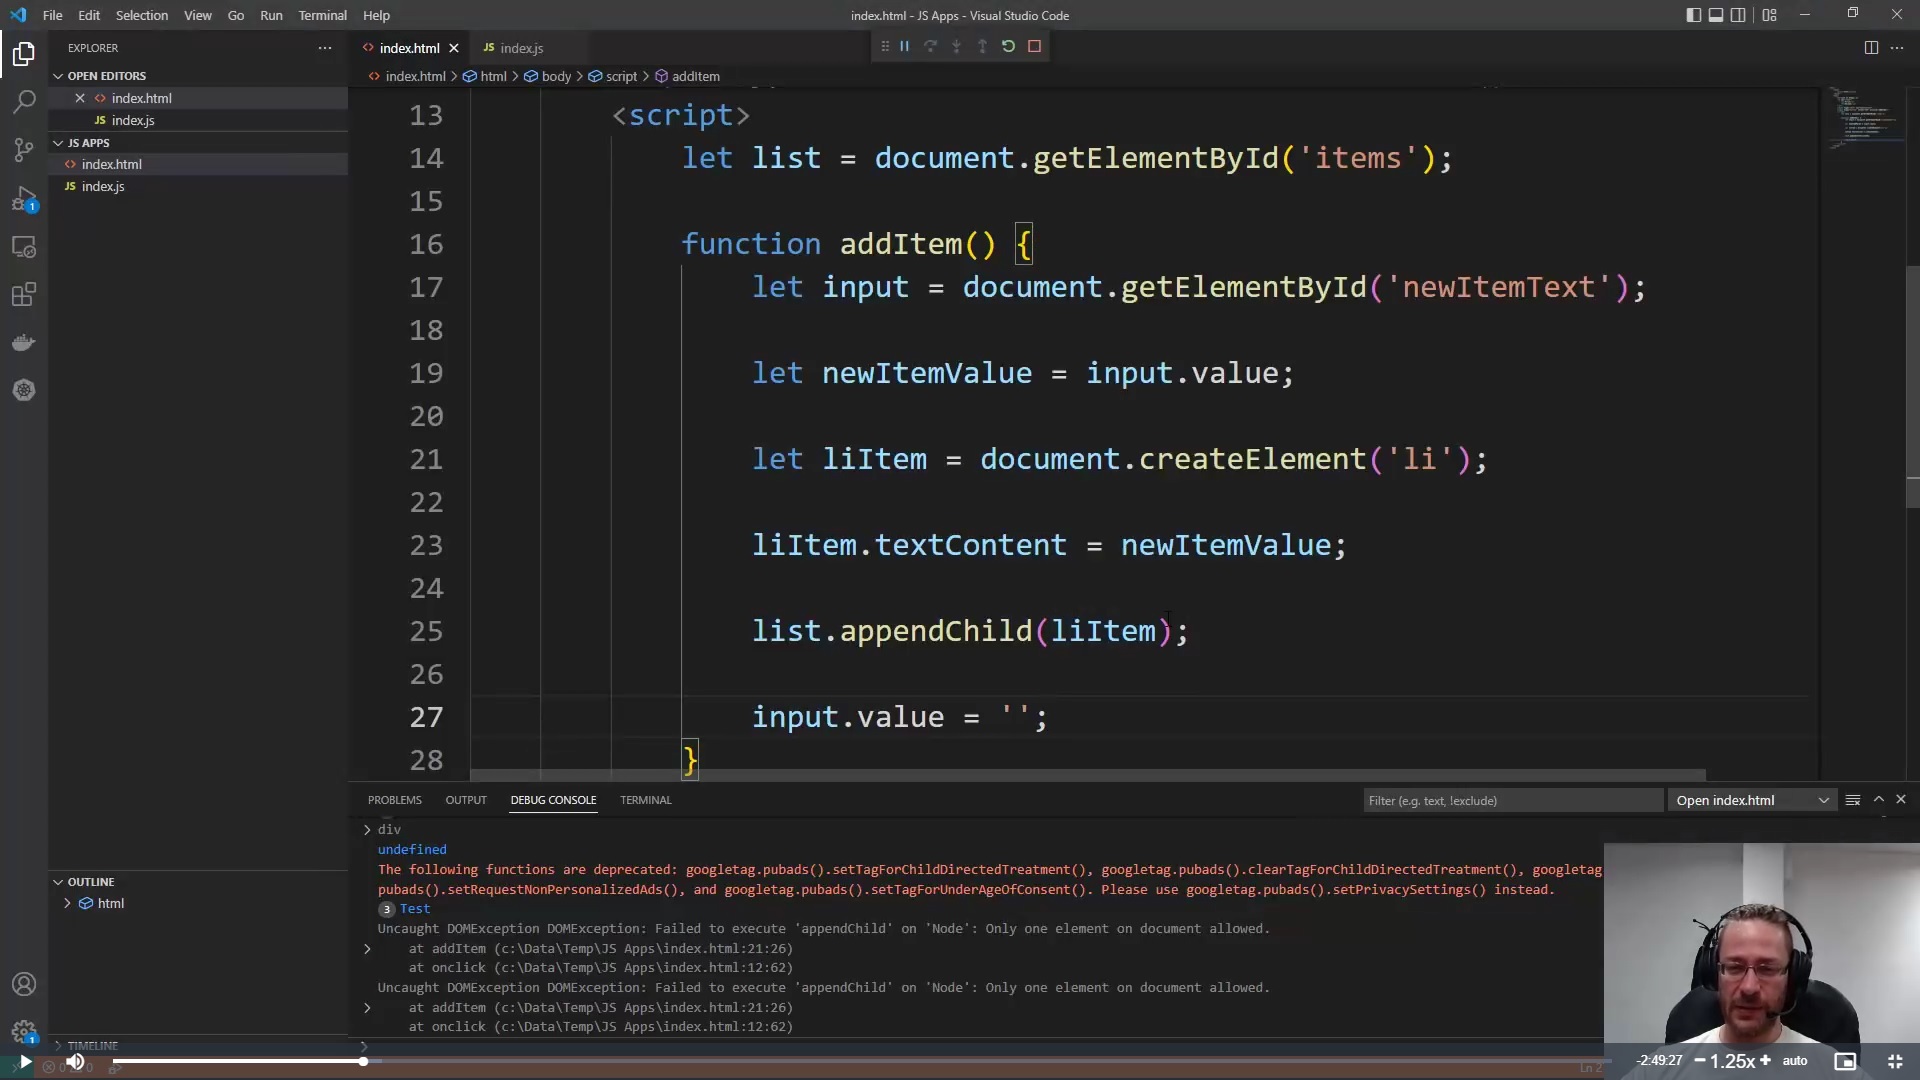 File Edit Selection View Go Run Terminal Help
index.html - JS Apps - Visual Studio Code
EXPLORER
OPEN EDITORS
index.html
JS index.js
JS APPS
index.html
JS index.js
OUTLINE
html
TIMELINE
1
1
index.html
JS index.js
index.html > html > body > script > addItem
13 <script>
14 let list = document.getElementById('items');
15
16 function addItem() {
17 let input = document.getElementById('newItemText');
18
19 let newItemValue = input.value;
20
21 let liItem = document.createElement('li');
22
23 liItem.textContent = newItemValue;
24
25 list.appendChild(liItem);
26
27 input.value = '';
28 }
PROBLEMS OUTPUT DEBUG CONSOLE TERMINAL
Filter (e.g. text, !exclude)
Open index.html
> div
undefined
The following functions are deprecated: googletag.pubads().setTagForChildDirectedTreatment(), googletag.pubads().clearTagForChildDirectedTreatment(), googletag
pubads().setRequestNonPersonalizedAds(), and googletag.pubads().setTagForUnderAgeOfConsent(). Please use googletag.pubads().setPrivacySettings() instead.
3 Test
Uncaught DOMException DOMException: Failed to execute 'appendChild' on 'Node': Only one element on document allowed.
> at addItem (c:\Data\Temp\JS Apps\index.html:21:26)
at onclick (c:\Data\Temp\JS Apps\index.html:12:62)
Uncaught DOMException DOMException: Failed to execute 'appendChild' on 'Node': Only one element on document allowed.
> at addItem (c:\Data\Temp\JS Apps\index.html:21:26)
at onclick (c:\Data\Temp\JS Apps\index.html:12:62)
>
-2:49:27 − 1.25x + auto